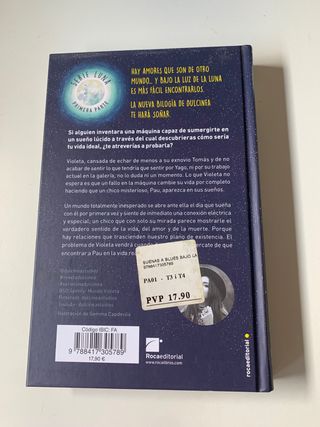 SERIE LUNA
PRIMERA PARTE
HAY AMORES QUE SON DE OTRO
MUNDO... Y BAJO LA LUZ DE LA LUNA
ES MÁS FÁCIL ENCONTRARLOS.
LA NUEVA BILOGÍA DE DULCINEA
TE HARÁ SOÑAR.
Si alguien inventara una máquina capaz de sumergirte en
un sueño lúcido a través del cual descubrieras cómo sería
tu vida ideal, ¿te atreverías a probarla?
Violeta, cansada de echar de menos a su exnovio Tomás y de no
acabar de sentir lo que tendría que sentir por Yago, ni por su
trabajo actual en la galería, no lo duda ni un momento. Lo que Violeta no
espera es que un fallo en la máquina cambie su vida por completo
haciendo que un chico misterioso, Pau, aparezca en sus sueños.
Un mundo totalmente inesperado se abre ante ella el día que sueña
con él por primera vez y siente de inmediato una conexión eléctrica
y especial, un chico que con solo su mirada parece mostrarle el
verdadero sentido de la vida, del amor y de la muerte. Porque
hay relaciones que trascienden nuestro plano de existencia. El
problema de Violeta vendrá cuando
encontrar a Pau en la vida
SUENAS A BLUES BAJO LA
9788417305789
PA01 - T3 i T4
PVP 17.90
Ilustración de Gemma Capdevila
Código IBIC: FA
9 788417 305789
17,90 €
Rocaeditorial
www.rocalibros.com
rocaeditorial